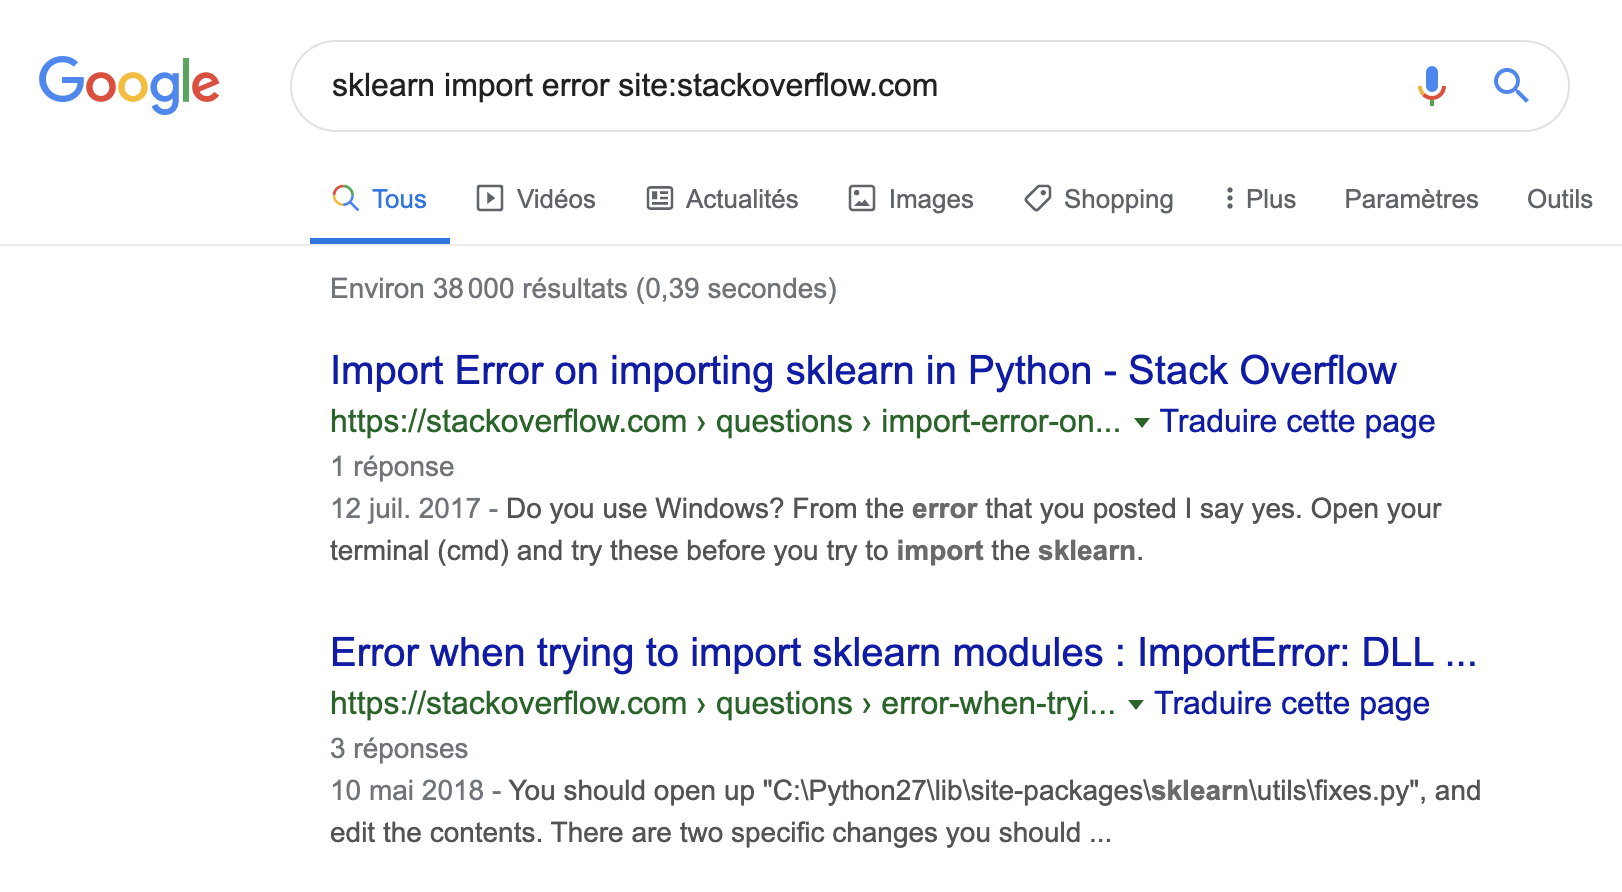 Google
sklearn import error site:stackoverflow.com
Tous Vidéos Actualités Images Shopping Plus Paramètres Outils
Environ 38 000 résultats (0,39 secondes)
Import Error on importing sklearn in Python - Stack Overflow
https://stackoverflow.com › questions › import-error-on... ▾ Traduire cette page
1 réponse
12 juil. 2017 - Do you use Windows? From the error that you posted I say yes. Open your
terminal (cmd) and try these before you try to import the sklearn.
Error when trying to import sklearn modules : ImportError: DLL ...
https://stackoverflow.com › questions › error-when-tryi... ▾ Traduire cette page
3 réponses
10 mai 2018 - You should open up "C:\Python27\lib\site-packages\sklearn\utils\fixes.py", and
edit the contents. There are two specific changes you should ...